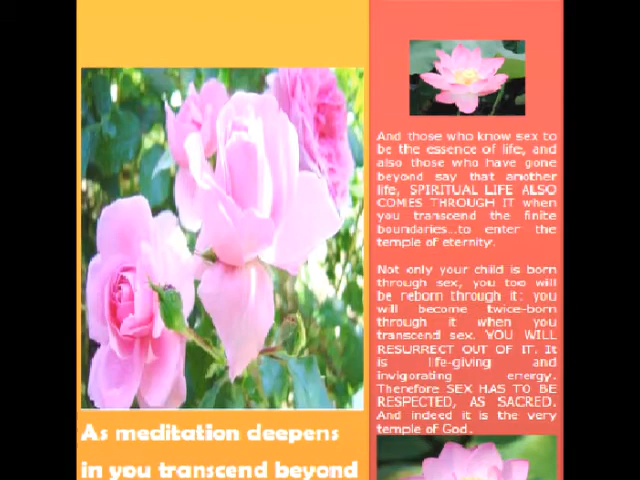 As meditation deepens
in you transcend beyond
And those who know sex to
be the essence of life, and
also those who have gone
beyond say that another
life, SPIRITUAL LIFE ALSO
COMES THROUGH IT when
you transcend the finite
boundaries...to enter the
temple of eternity.
Not only your child is born
through sex, you too will
be reborn through it: you
will become twice-born
through it when you
transcend sex. YOU WILL
RESURRECT OUT OF IT. It
is life-giving and
invigorating energy.
Therefore SEX HAS TO BE
RESPECTED, AS SACRED.
And indeed it is the very
temple of God.